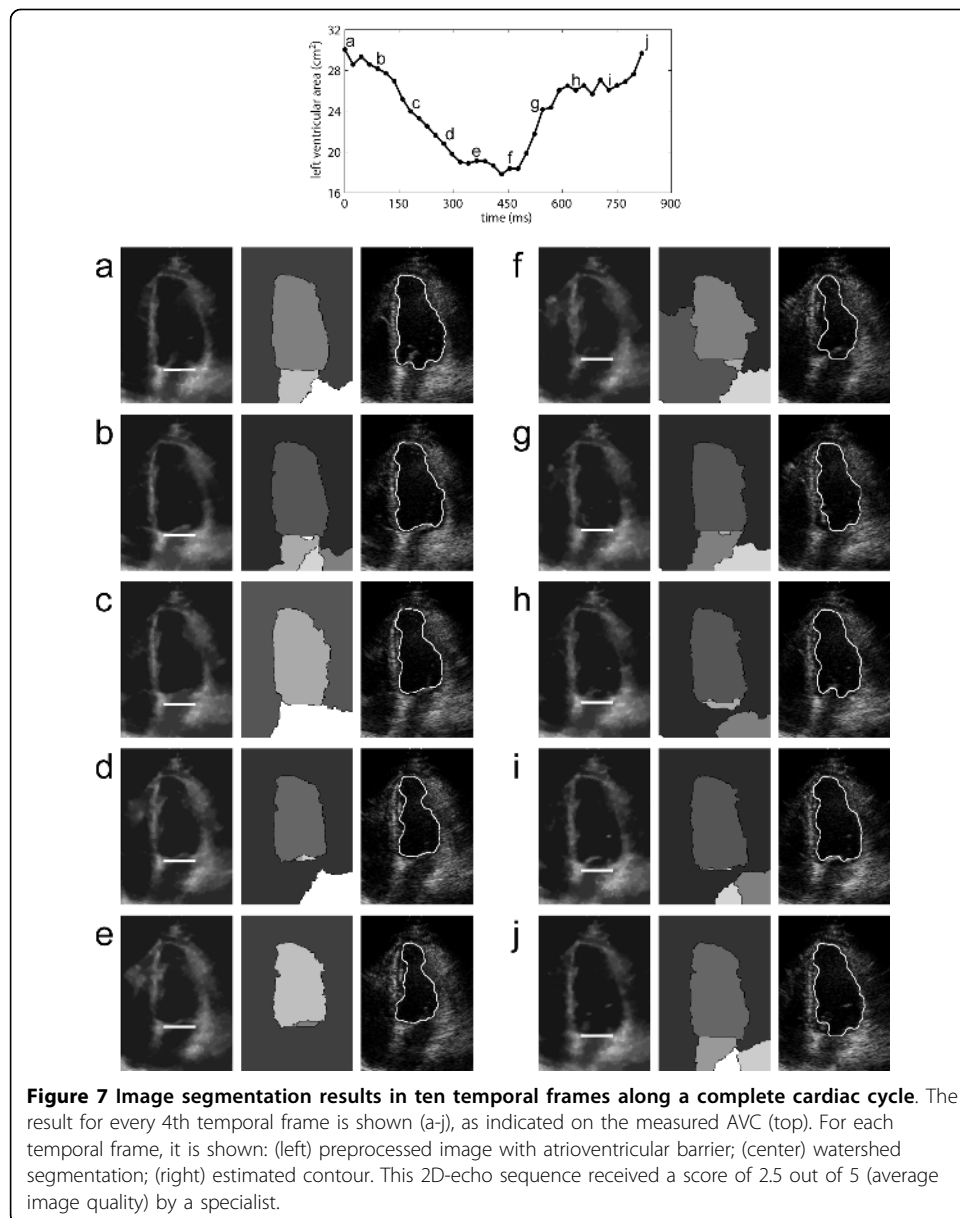 32
28
24
20
16
left ventricular area (cm²)
a
b
c
d
e
f
g
h
i
j
0 150 300 450 600 750 900
time (ms)
a
f
b
g
c
h
d
i
e
j
Figure 7 Image segmentation results in ten temporal frames along a complete cardiac cycle. The
result for every 4th temporal frame is shown (a-j), as indicated on the measured AVC (top). For each
temporal frame, it is shown: (left) preprocessed image with atrioventricular barrier; (center) watershed
segmentation; (right) estimated contour. This 2D-echo sequence received a score of 2.5 out of 5 (average
image quality) by a specialist.